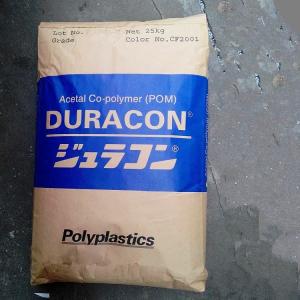 Lot No. Net 25kg
Grade Color No.CF2001
Acetal Co-polymer (POM)
DURACON®
ジュラコン®
Polyplastics